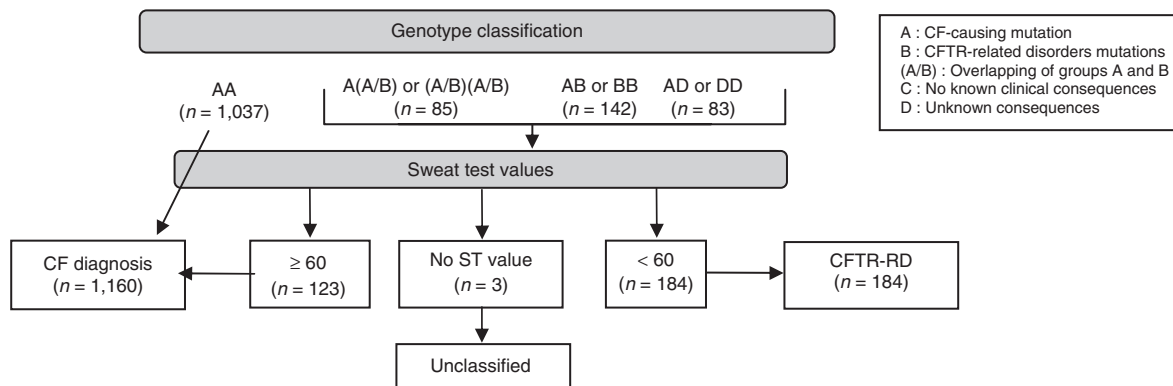 Genotype classification
A : CF-causing mutation
B : CFTR-related disorders mutations
(A/B) : Overlapping of groups A and B
C : No known clinical consequences
D : Unknown consequences
AA
(n = 1,037)
A(A/B) or (A/B)(A/B)
(n = 85)
AB or BB
(n = 142)
AD or DD
(n = 83)
Sweat test values
CF diagnosis
(n = 1,160)
≥ 60
(n = 123)
No ST value
(n = 3)
< 60
(n = 184)
CFTR-RD
(n = 184)
Unclassified